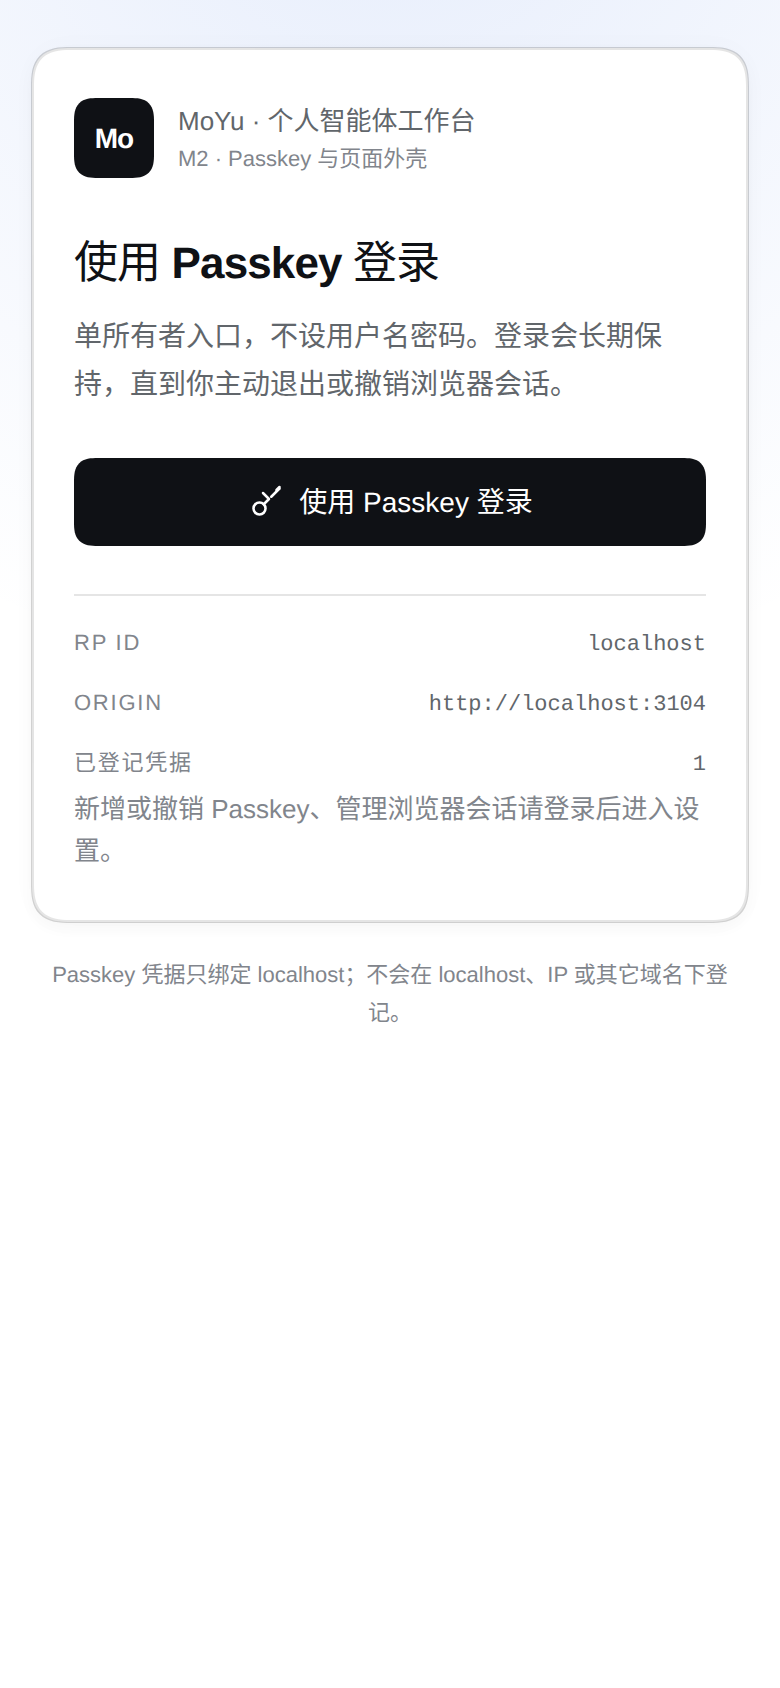 Mo
MoYu · 个人智能体工作台
M2 · Passkey 与页面外壳
使用 Passkey 登录
单所有者入口，不设用户名密码。登录会长期保
持，直到你主动退出或撤销浏览器会话。
使用 Passkey 登录
RP ID localhost
ORIGIN http://localhost:3104
已登记凭据 1
新增或撤销 Passkey、管理浏览器会话请登录后进入设
置。
Passkey 凭据只绑定 localhost；不会在 localhost、IP 或其它域名下登
记。